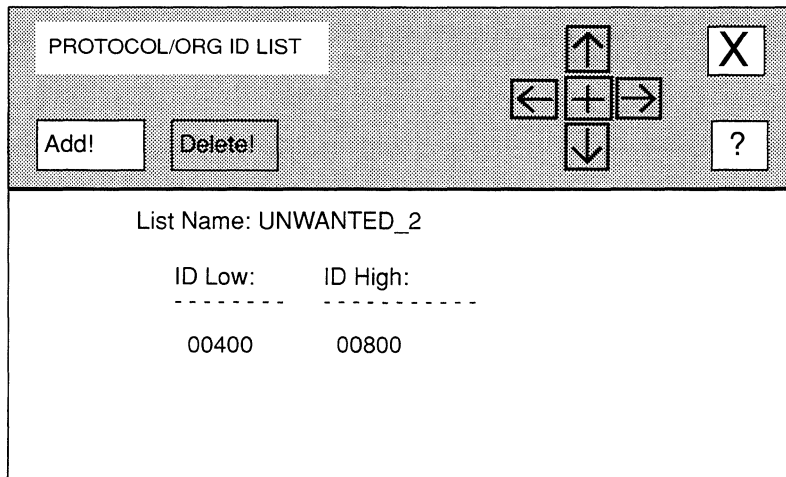 PROTOCOL/ORG ID LIST
X
Add! Delete! ?
List Name: UNWANTED_2
ID Low: ID High:
- - - - - - - - - - - - - - - - - - -
00400 00800